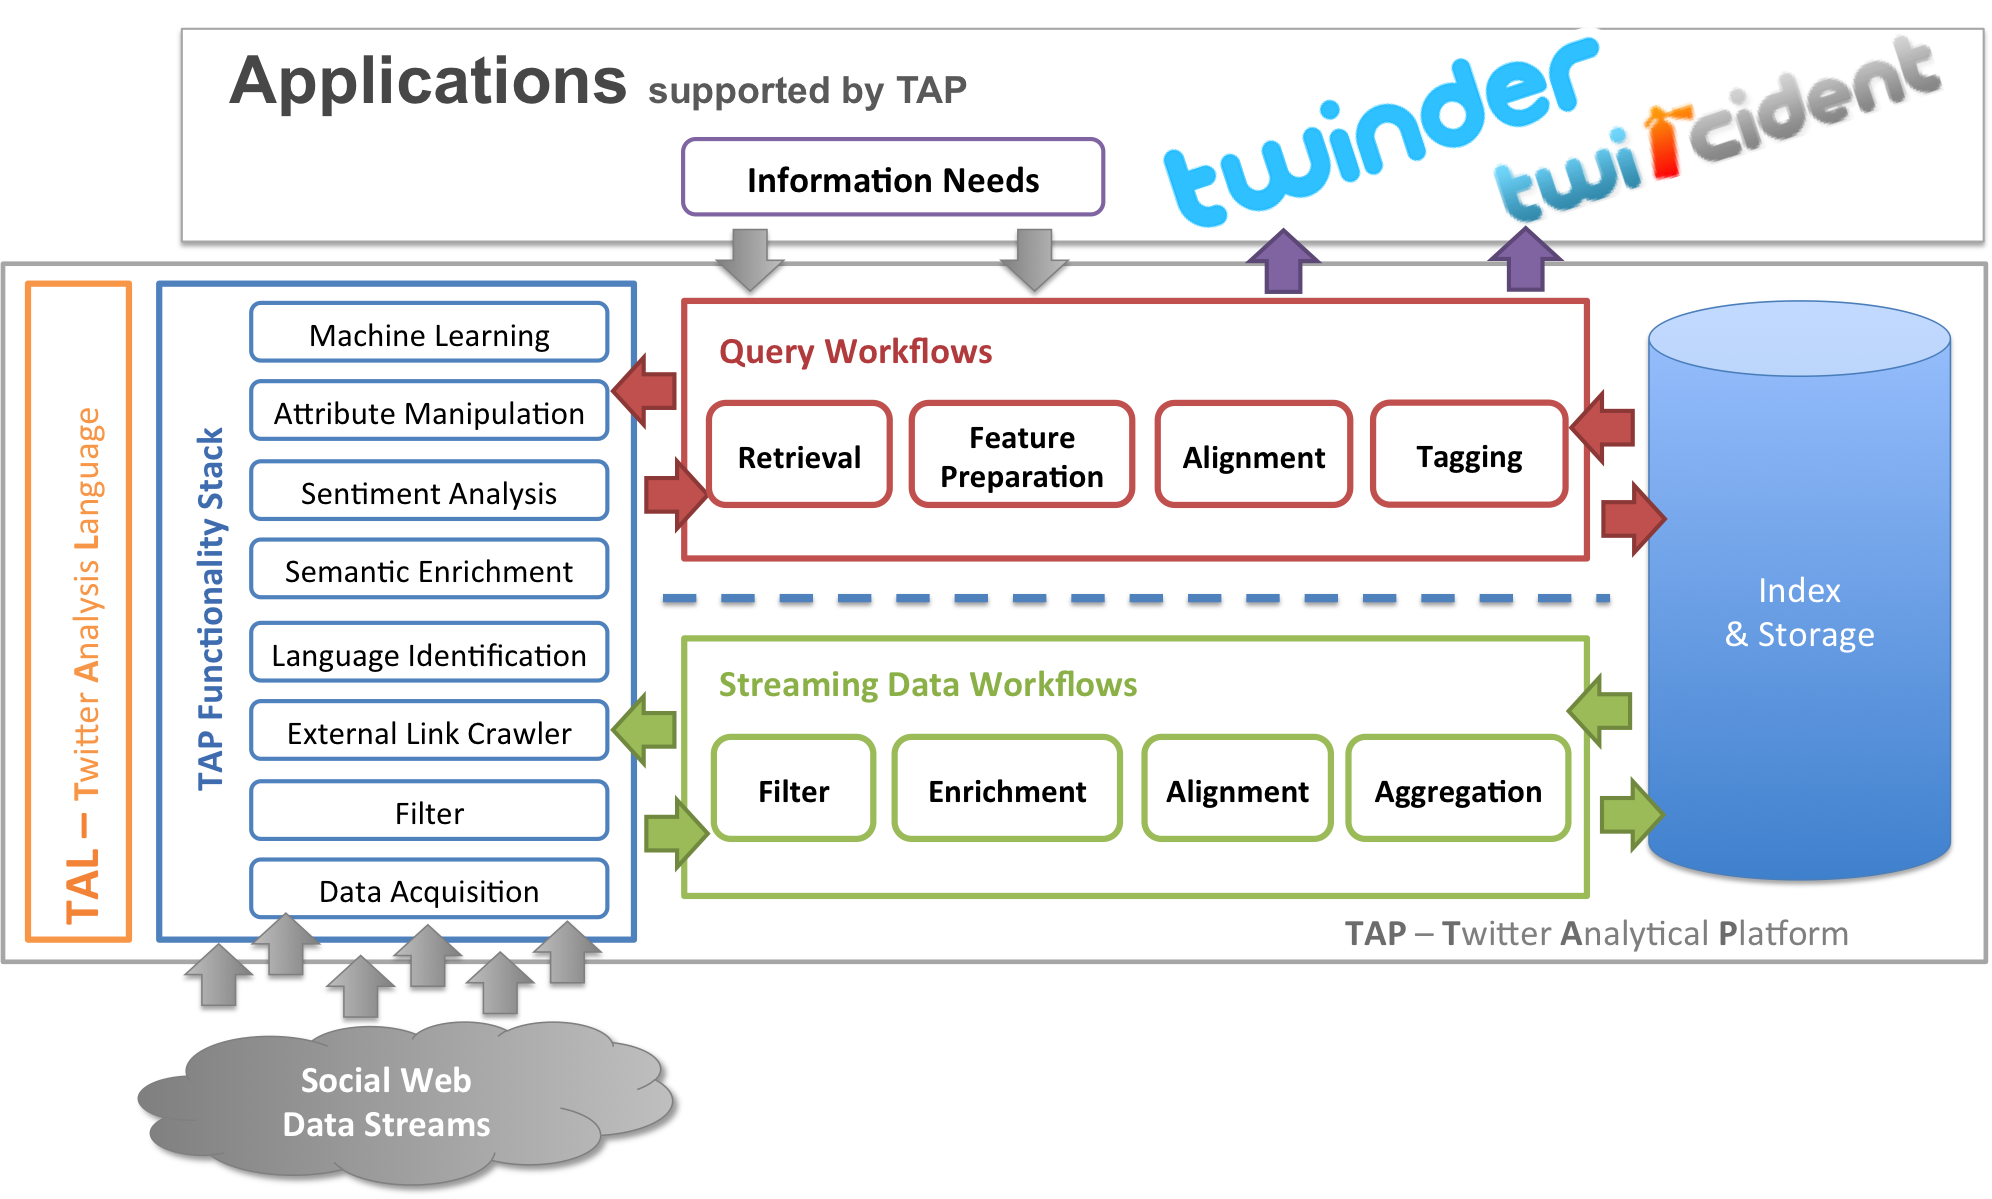 Applications supported by TAP
twinder
twitcident
Information Needs
TAL – Twitter Analysis Language
TAP Functionality Stack
Machine Learning
Attribute Manipulation
Sentiment Analysis
Semantic Enrichment
Language Identification
External Link Crawler
Filter
Data Acquisition
Query Workflows
Retrieval
Feature
Preparation
Alignment
Tagging
Streaming Data Workflows
Filter
Enrichment
Alignment
Aggregation
Index
& Storage
TAP – Twitter Analytical Platform
Social Web
Data Streams